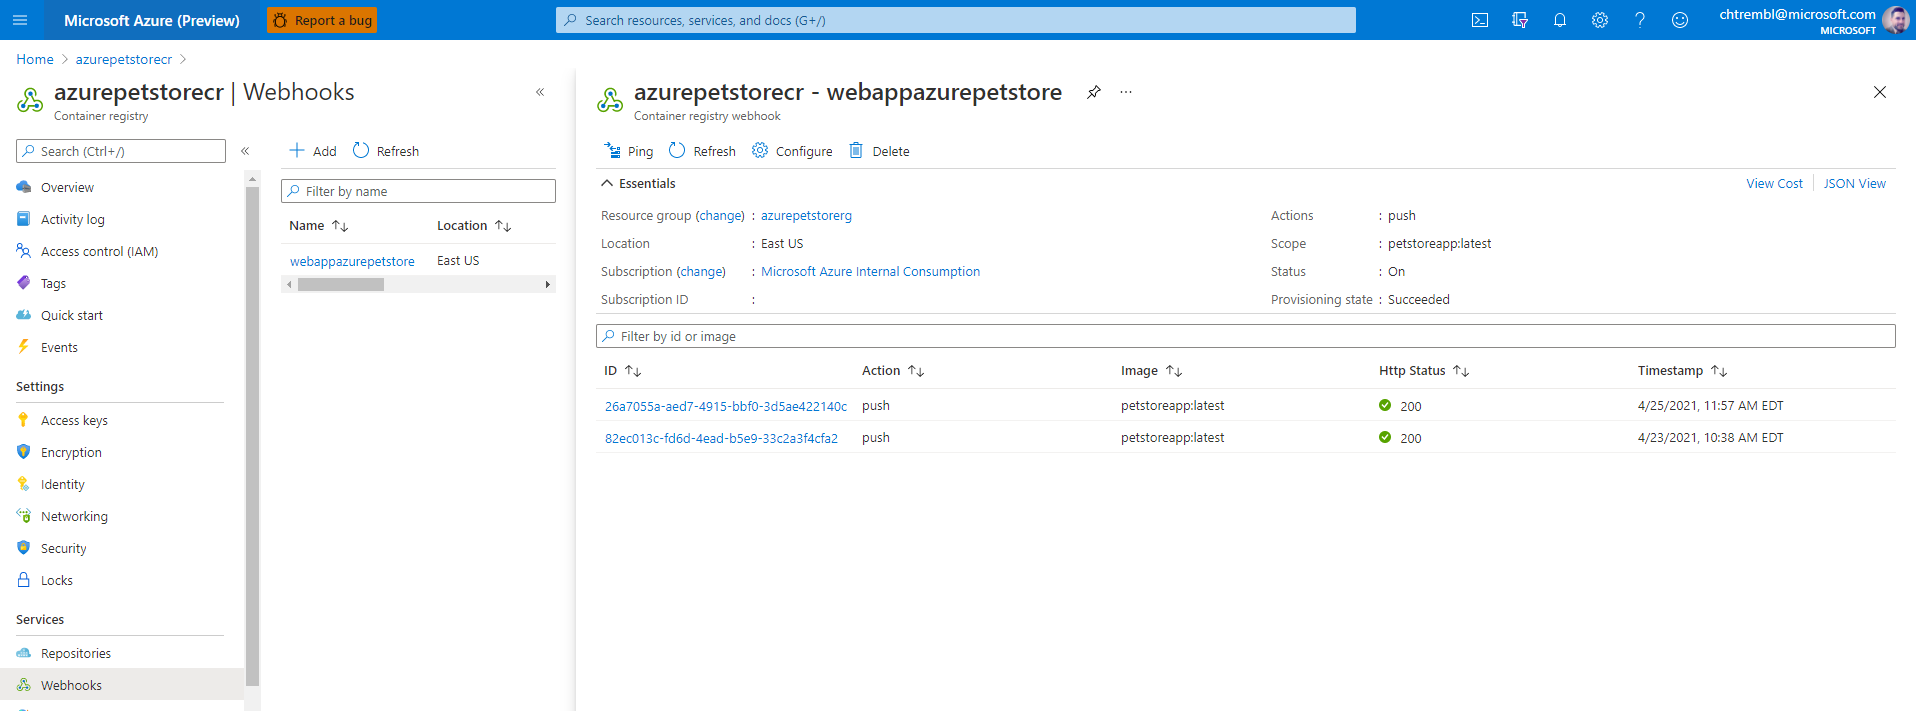 Microsoft Azure (Preview)
Report a bug
Search resources, services, and docs (G+/)
chtrembl@microsoft.com
MICROSOFT
Home > azurepetstorecr >
azurepetstorecr | Webhooks
Container registry
Search (Ctrl+/)
Overview
Activity log
Access control (IAM)
Tags
Quick start
Events
Settings
Access keys
Encryption
Identity
Networking
Security
Locks
Services
Repositories
Webhooks
Add Refresh
Filter by name
Name Location
webappazurepetstore East US
azurepetstorecr - webappazurepetstore
Container registry webhook
Ping Refresh Configure Delete
Essentials
View Cost JSON View
Resource group (change) : azurepetstorerg
Location : East US
Subscription (change) : Microsoft Azure Internal Consumption
Subscription ID :
Actions : push
Scope : petstoreapp:latest
Status : On
Provisioning state : Succeeded
Filter by id or image
ID Action Image Http Status Timestamp
26a7055a-aed7-4915-bbf0-3d5ae422140c push petstoreapp:latest 200 4/25/2021, 11:57 AM EDT
82ec013c-fd6d-4ead-b5e9-33c2a3f4cfa2 push petstoreapp:latest 200 4/23/2021, 10:38 AM EDT